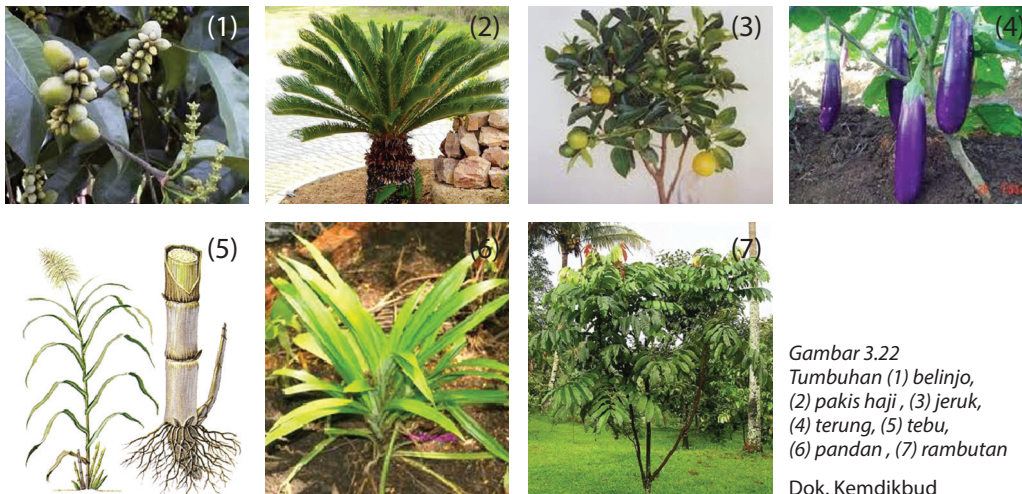 (1)
(2)
(3)
(4)
(5)
(6)
(7)
Gambar 3.22
Tumbuhan (1) belinjo,
(2) pakis haji , (3) jeruk,
(4) terung, (5) tebu,
(6) pandan , (7) rambutan
Dok. Kemdikbud